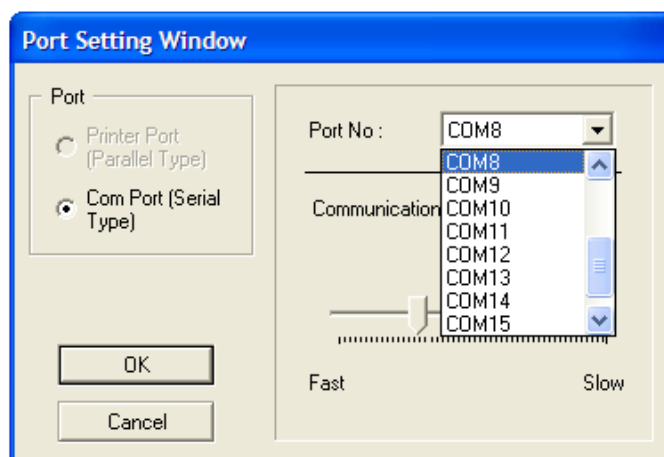 Port Setting Window
Port
Printer Port
(Parallel Type)
Com Port (Serial
Type)
OK
Cancel
Port No :
COM8
COM8
COM9
COM10
COM11
COM12
COM13
COM14
COM15
Communication
Fast
Slow